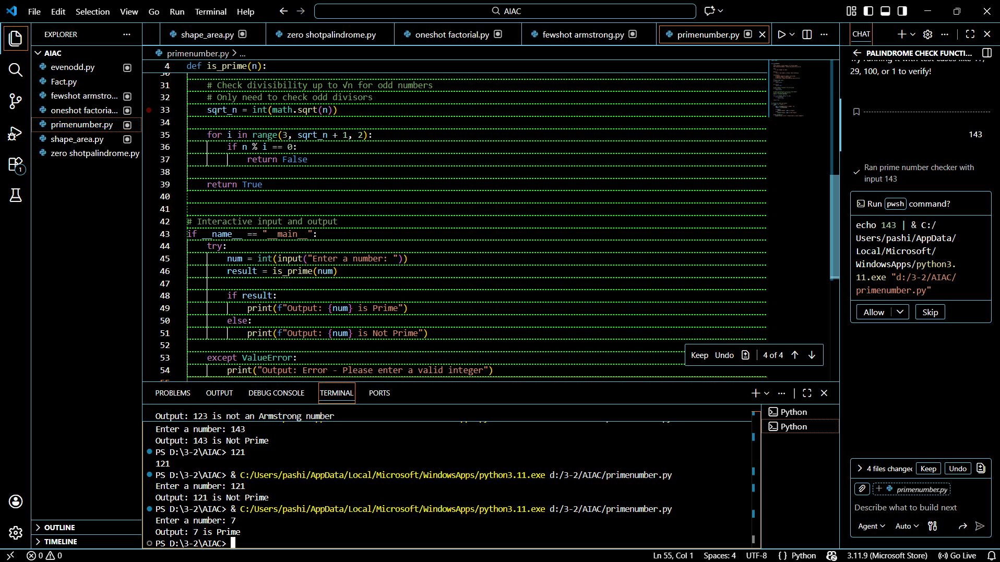 File Edit Selection View Go Run Terminal Help
AIAC
EXPLORER
AIAC
evenodd.py
Fact.py
fewshot armstro...
oneshot factoria...
primenumber.py
shape_area.py
zero shotpalindrome.py
OUTLINE
TIMELINE
1
shape_area.py
zero shotpalindrome.py
oneshot factorial.py
fewshot armstrong.py
primenumber.py
primenumber.py > ...
4 def is_prime(n):
31 # Check divisibility up to √n for odd numbers
32 # Only need to check odd divisors
33 sqrt_n = int(math.sqrt(n))
34
35 for i in range(3, sqrt_n + 1, 2):
36 if n % i == 0:
37 return False
38
39 return True
40
41
42 # Interactive input and output
43 if __name__ == "__main__":
44 try:
45 num = int(input("Enter a number: "))
46 result = is_prime(num)
47
48 if result:
49 print(f"Output: {num} is Prime")
50 else:
51 print(f"Output: {num} is Not Prime")
52
53 except ValueError:
54 print("Output: Error - Please enter a valid integer")
Keep Undo 4 of 4
PROBLEMS OUTPUT DEBUG CONSOLE TERMINAL PORTS
Output: 123 is not an Armstrong number
Enter a number: 143
Output: 143 is Not Prime
PS D:\3-2\AIAC> 121
121
PS D:\3-2\AIAC> & C:/Users/pashi/AppData/Local/Microsoft/WindowsApps/python3.11.exe d:/3-2/AIAC/primenumber.py
Enter a number: 121
Output: 121 is Not Prime
PS D:\3-2\AIAC> & C:/Users/pashi/AppData/Local/Microsoft/WindowsApps/python3.11.exe d:/3-2/AIAC/primenumber.py
Enter a number: 7
Output: 7 is Prime
PS D:\3-2\AIAC>
Python
Python
CHAT
PALINDROME CHECK FUNCTI...
29, 100, or 1 to verify!
143
Ran prime number checker with
input 143
Run pwsh command?
echo 143 | & C:/
Users/pashi/AppData/
Local/Microsoft/
WindowsApps/python3.
11.exe "d:/3-2/AIAC/
primenumber.py"
Allow Skip
4 files changed Keep Undo
primenumber.py
Describe what to build next
Agent Auto
0 0
Ln 55, Col 1 Spaces: 4 UTF-8 {} Python 3.11.9 (Microsoft Store) Go Live